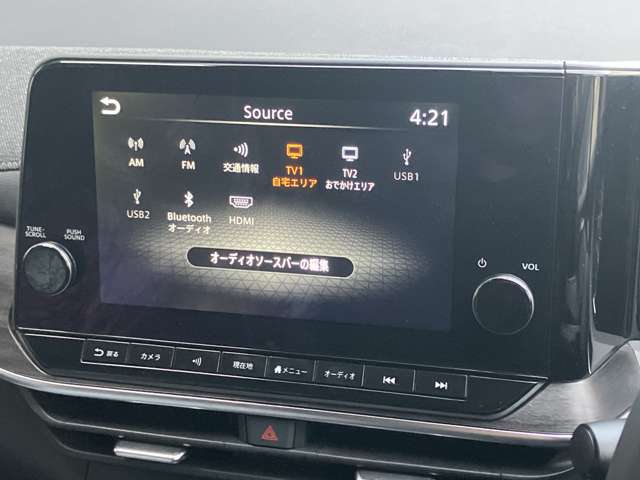 Source
4:21
AM
FM
交通情報
TV1
自宅エリア
TV2
おでかけエリア
USB1
USB2
Bluetooth
オーディオ
HDMI
オーディオソースバーの編集
TUNE-
SCROLL
PUSH
SOUND
VOL
戻る
カメラ
現在地
メニュー
オーディオ